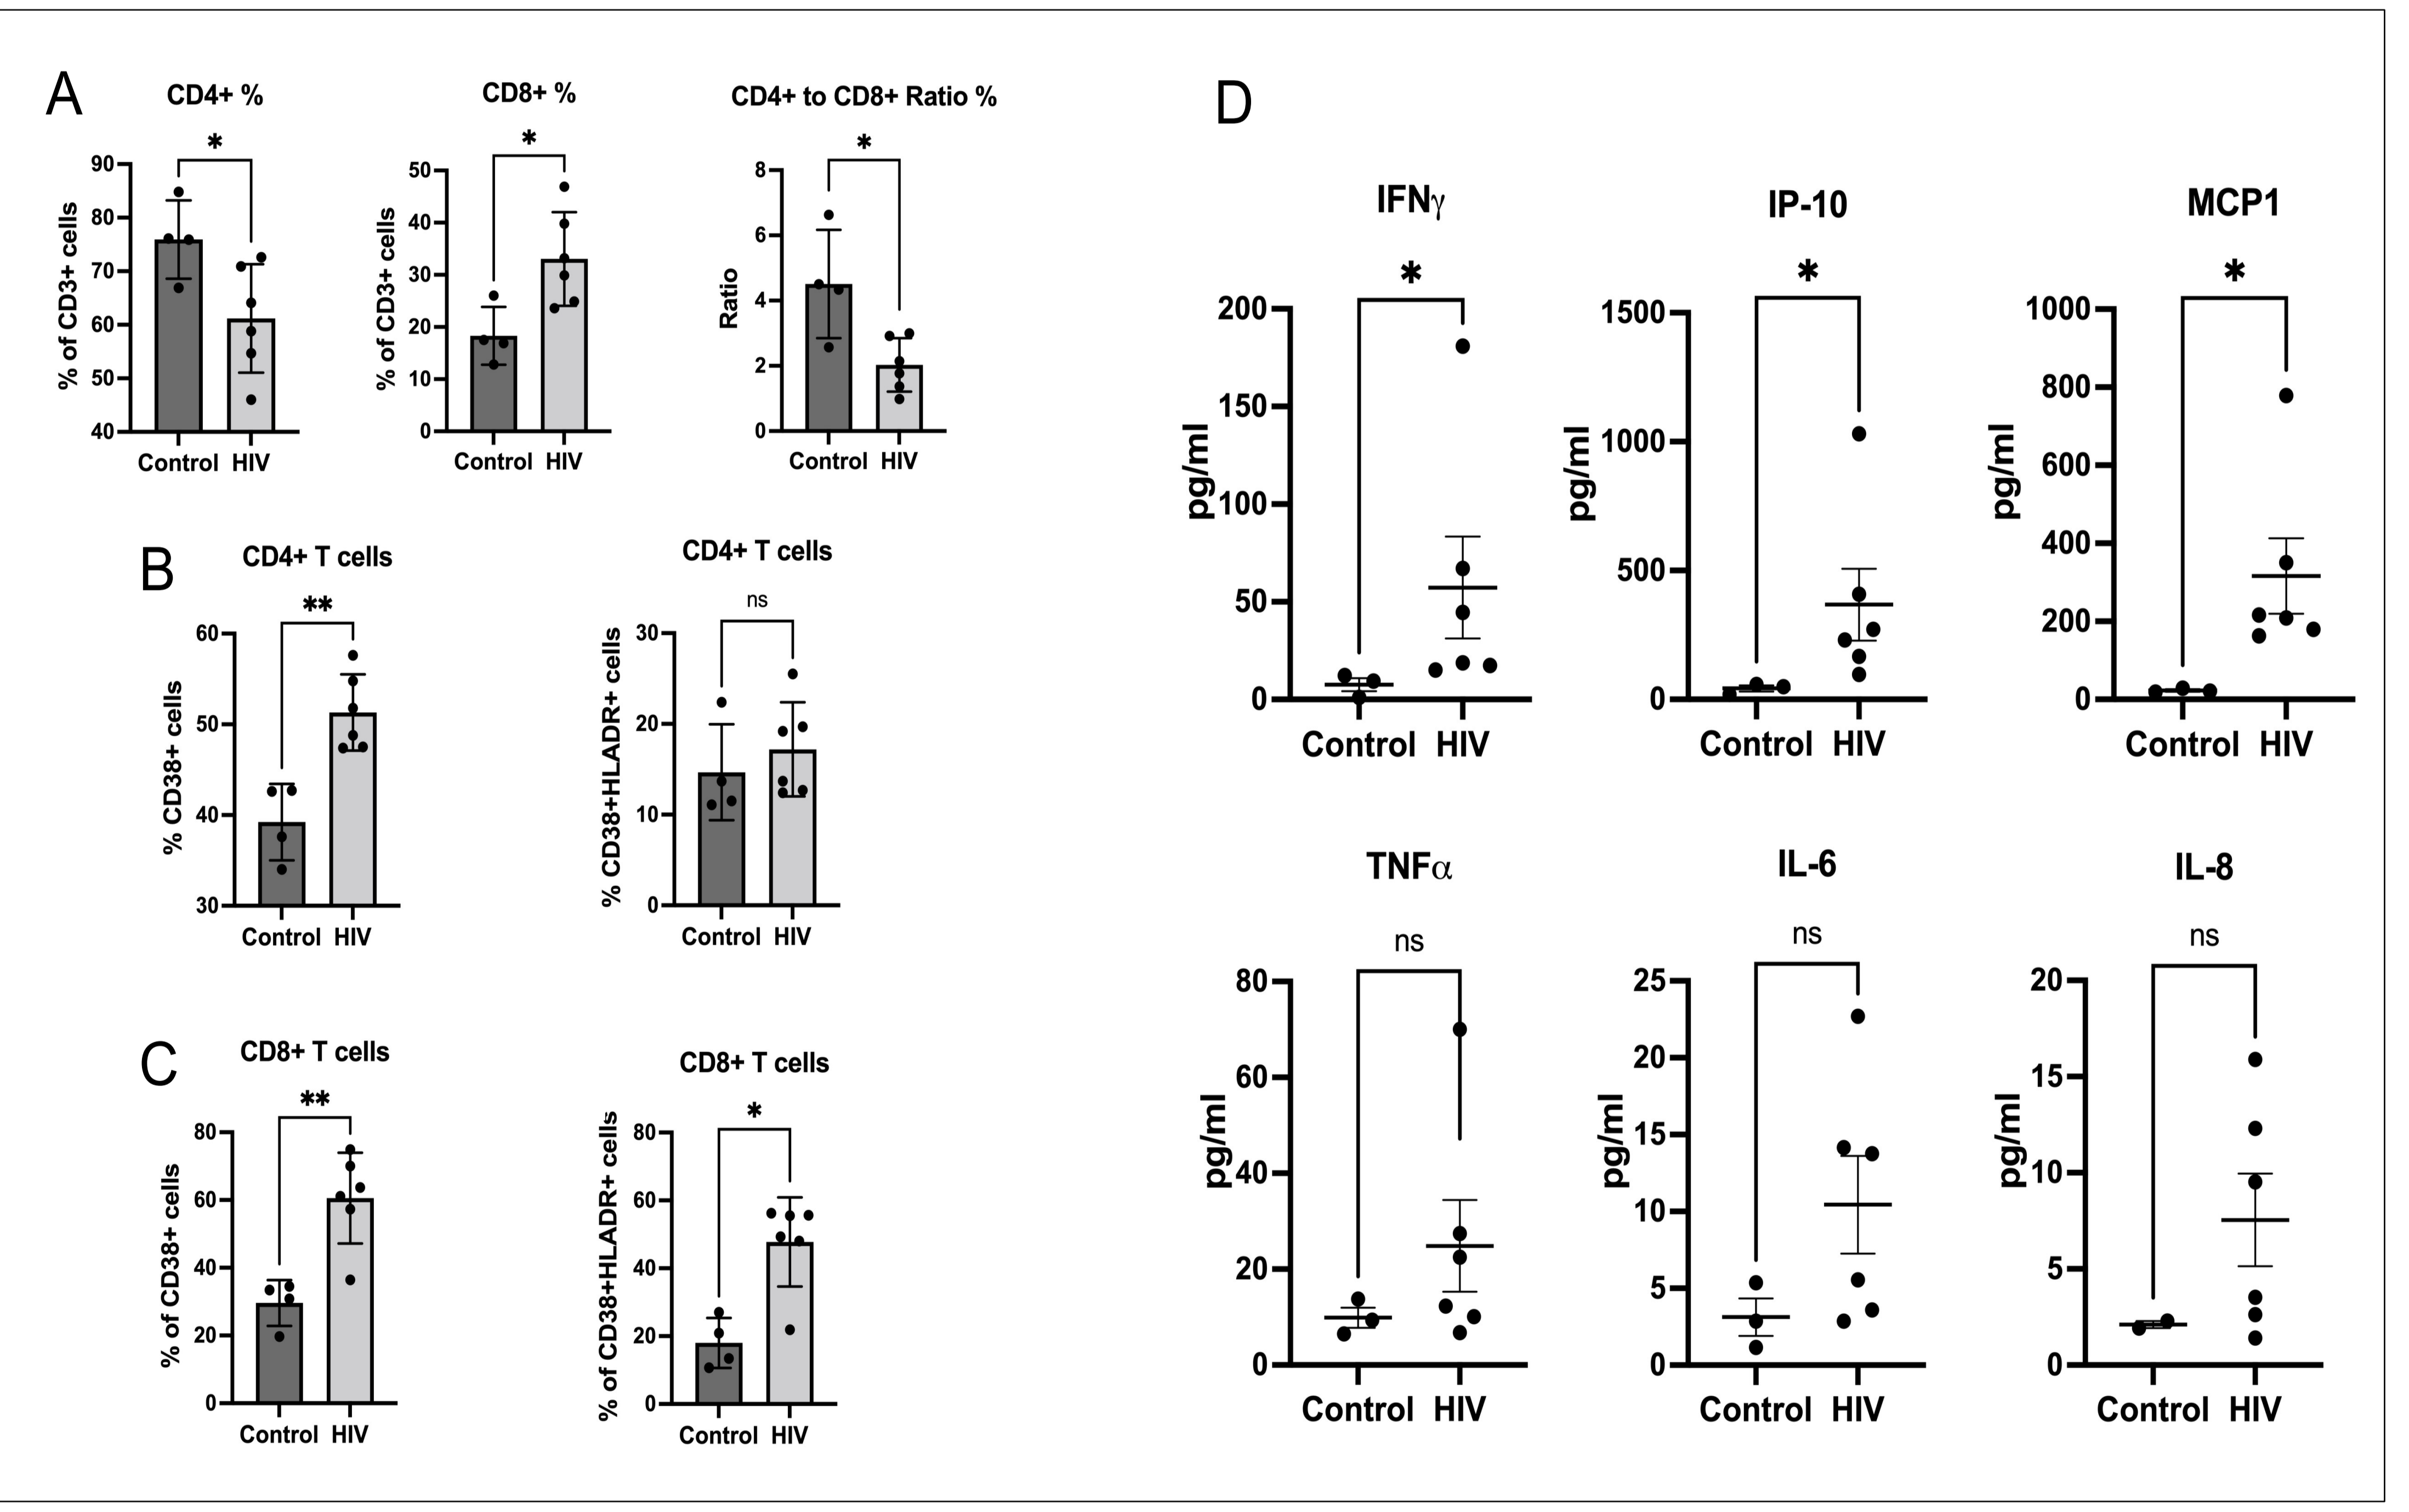 A
CD4+ %
*
% of CD3+ cells
90
80
70
60
50
40
Control HIV
CD8+ %
*
% of CD3+ cells
50
40
30
20
10
0
Control HIV
CD4+ to CD8+ Ratio %
*
Ratio
8
6
4
2
0
Control HIV
B
CD4+ T cells
**
% CD38+ cells
60
50
40
30
Control HIV
CD4+ T cells
ns
% CD38+HLADR+ cells
30
20
10
0
Control HIV
C
CD8+ T cells
**
% of CD38+ cells
80
60
40
20
0
Control HIV
CD8+ T cells
*
% of CD38+HLADR+ cells
80
60
40
20
0
Control HIV
D
IFNγ
*
pg/ml
200
150
100
50
0
Control HIV
IP-10
*
pg/ml
1500
1000
500
0
Control HIV
MCP1
*
pg/ml
1000
800
600
400
200
0
Control HIV
TNFα
ns
pg/ml
80
60
40
20
0
Control HIV
IL-6
ns
pg/ml
25
20
15
10
5
0
Control HIV
IL-8
ns
pg/ml
20
15
10
5
0
Control HIV